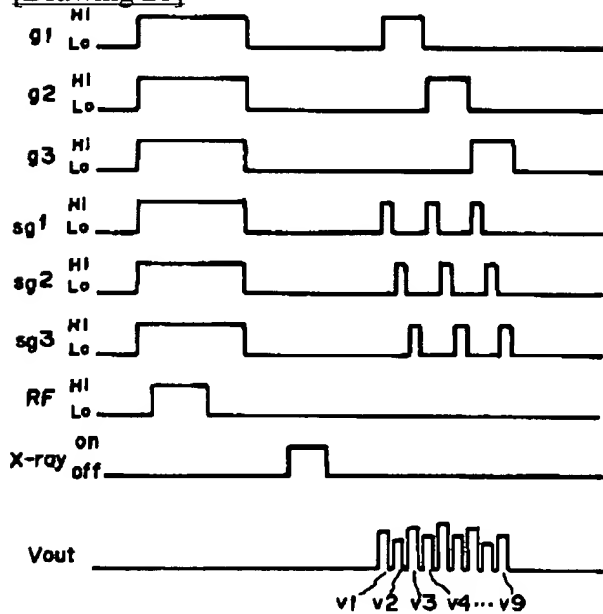 g1 Hi
Lo
g2 Hi
Lo
g3 Hi
Lo
sg1 Hi
Lo
sg2 Hi
Lo
sg3 Hi
Lo
RF Hi
Lo
X-ray on
off
Vout
v1 v2 v3 v4... v9